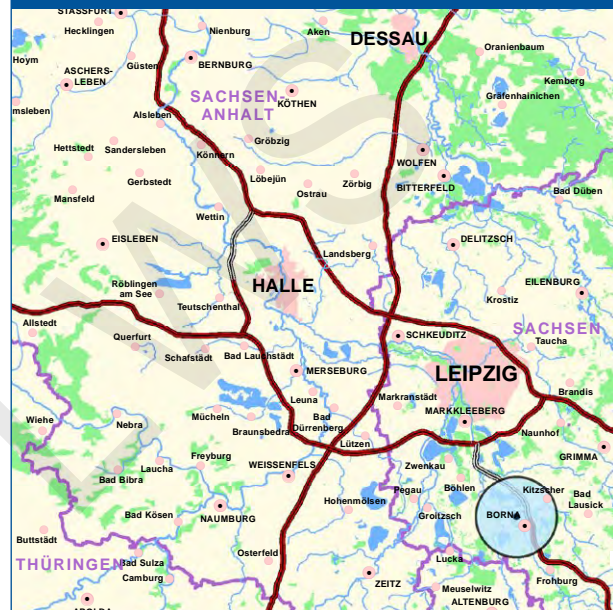 STASSFURT
Hecklingen
Nienburg
Aken
DESSAU
Oranienbaum
Hoym
Güsten
BERNBURG
ASCHERS-
LEBEN
Kemberg
SACHSEN-
ANHALT
KÖTHEN
Gräfenhainichen
Alsleben
Hettstedt
Sandersleben
Könnern
Gröbzig
WOLFEN
Gerbstedt
Löbejün
Zörbig
BITTERFELD
Mansfeld
Ostrau
Bad Düben
Wettin
EISLEBEN
DELITZSCH
Landsberg
HALLE
Röblingen
am See
Teutschenthal
Krostiz
EILENBURG
Allstedt
Querfurt
SCHKEUDITZ
SACHSEN
Taucha
Schafstädt
Bad Lauchstädt
MERSEBURG
LEIPZIG
Leuna
Markranstädt
Brandis
Wiehe
Nebra
Mücheln
Braunsbedra
Bad
Dürrenberg
MARKKLEEBERG
Lützen
Naunhof
GRIMMA
Laucha
Freyburg
WEISSENFELS
Zwenkau
Bad Bibra
Pegau
Böhlen
Kitzscher
Bad
Lausick
Bad Kösen
NAUMBURG
Hohenmölsen
Groitzsch
BORN
Buttstädt
THÜRINGEN
Bad Sulza
Osterfeld
Lucka
Camburg
ZEITZ
Frohburg
Meuselwitz
ALTENBURG